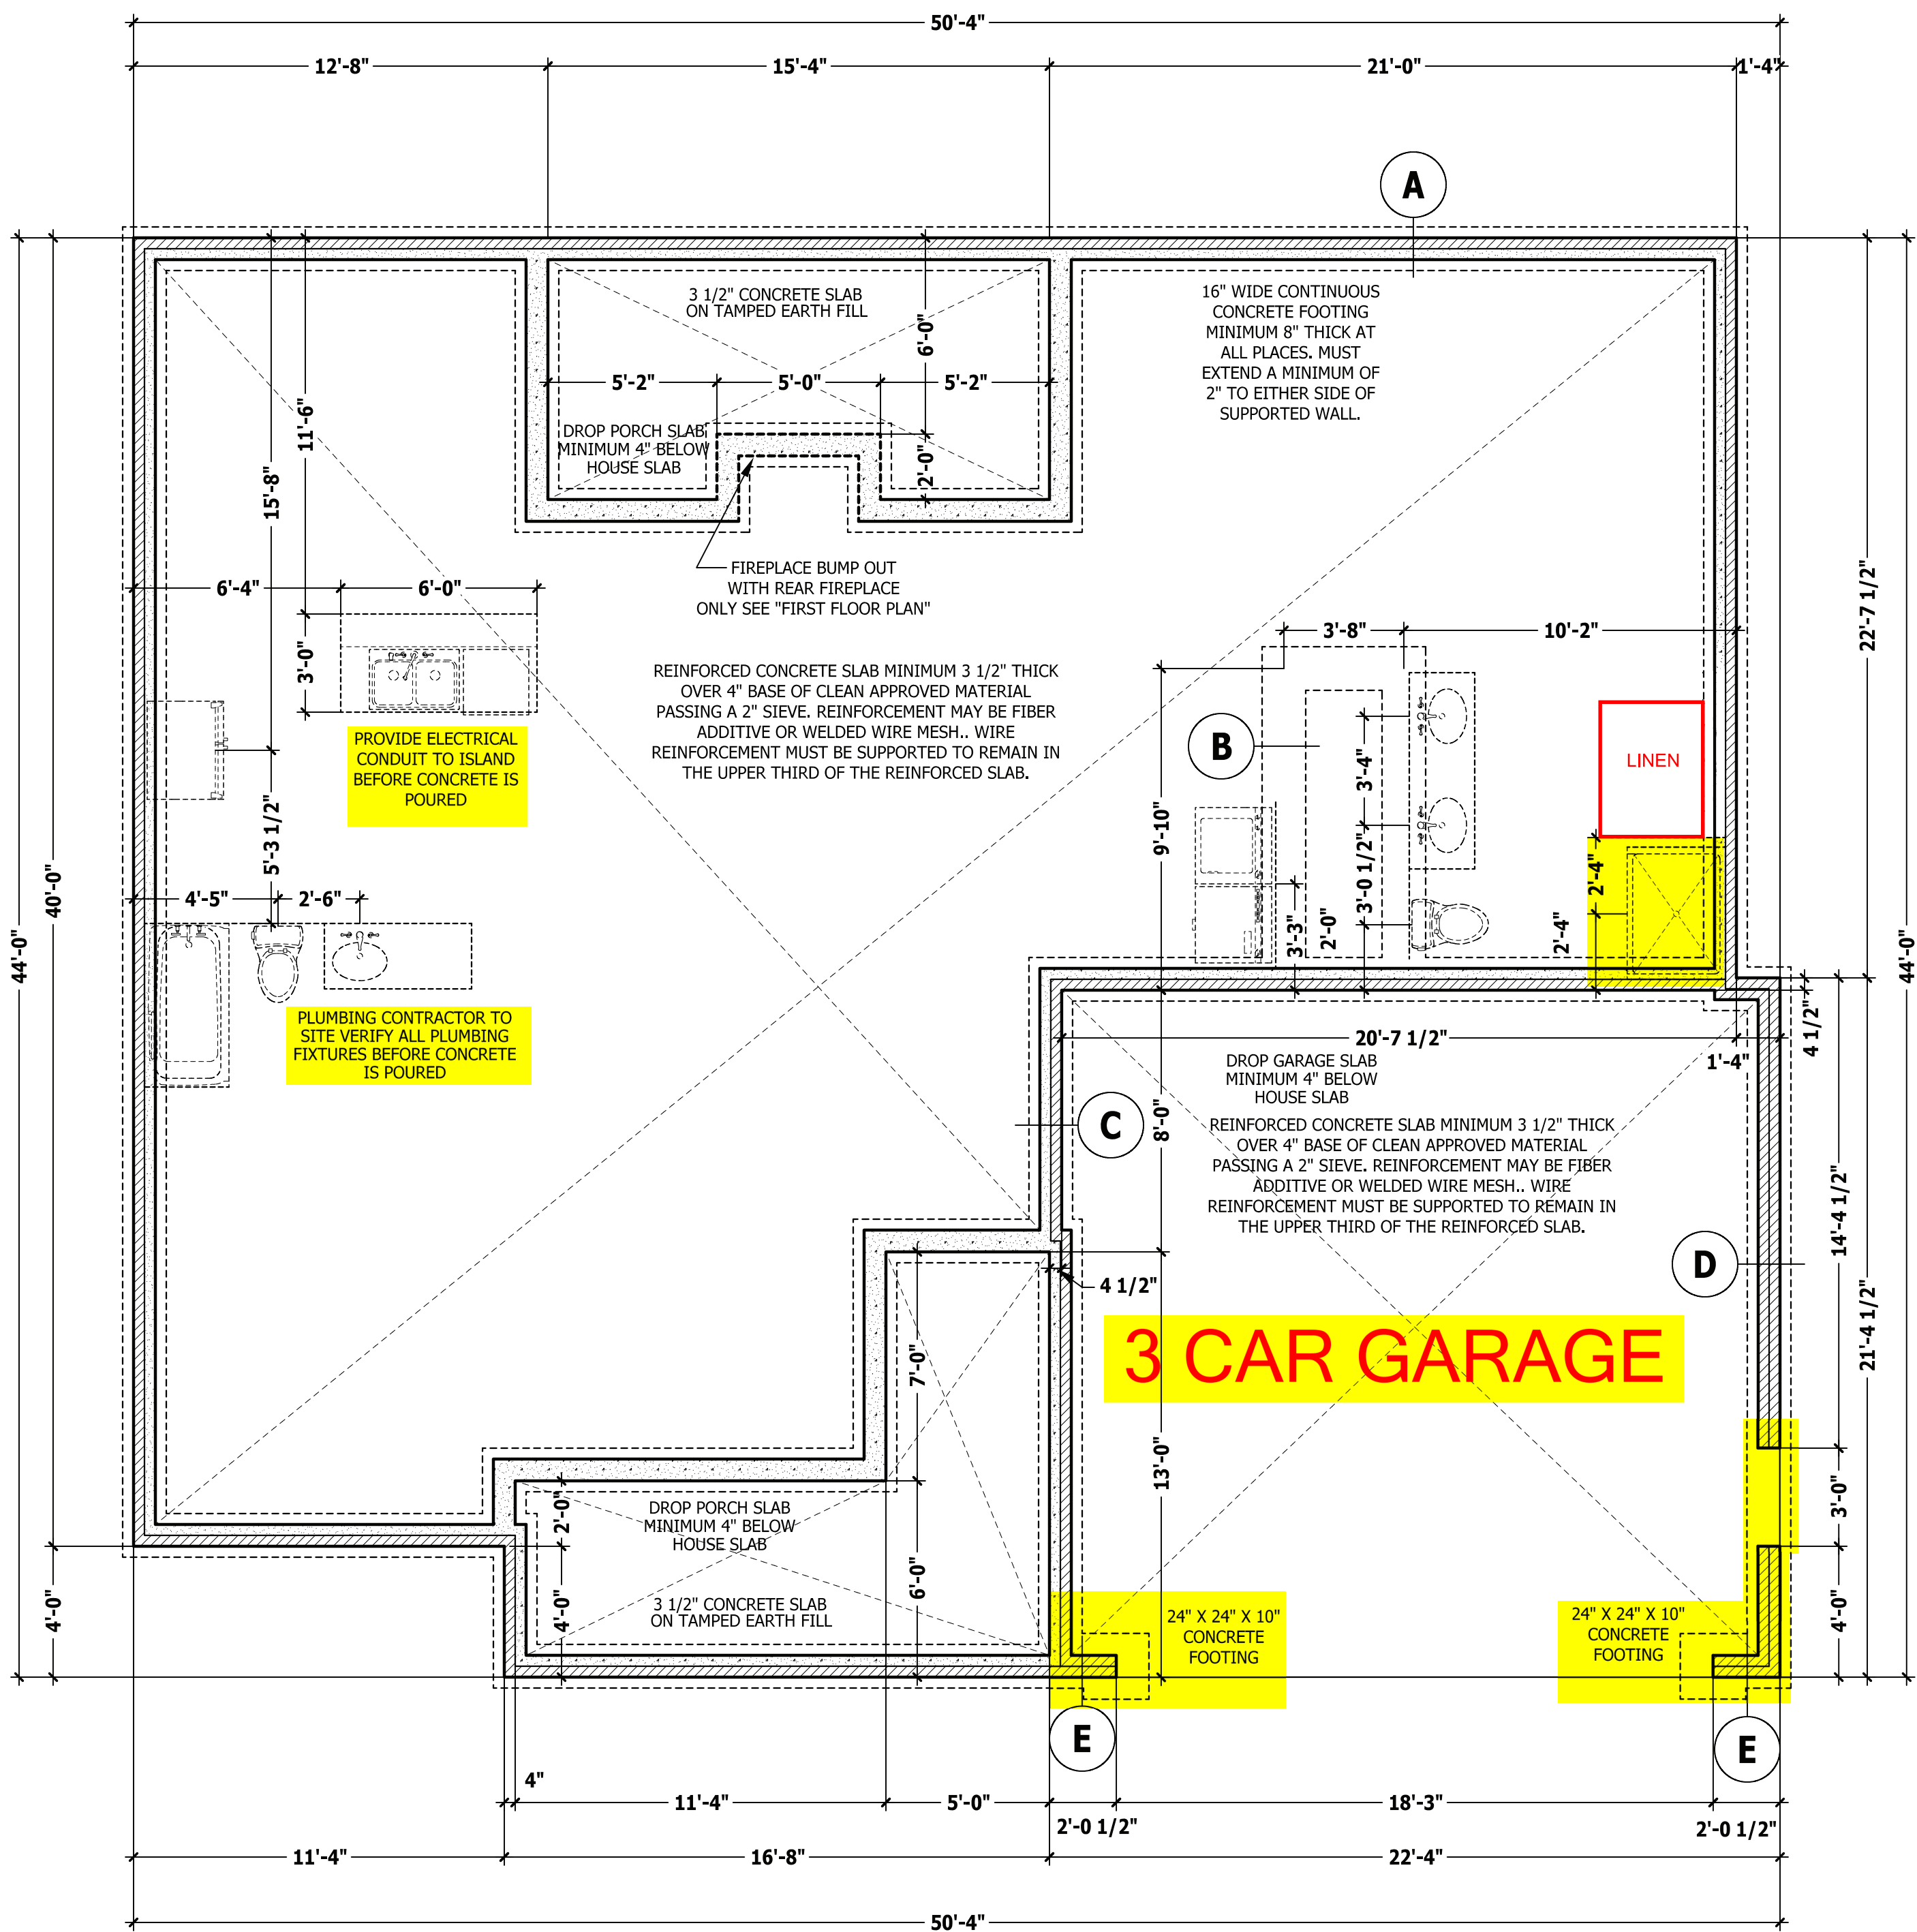 50'-4"
12'-8"
15'-4"
21'-0"
1'-4"
A
3 1/2" CONCRETE SLAB
ON TAMPED EARTH FILL
6'-0"
5'-2"
5'-0"
5'-2"
DROP PORCH SLAB
MINIMUM 4" BELOW
HOUSE SLAB
2'-0"
16" WIDE CONTINUOUS
CONCRETE FOOTING
MINIMUM 8" THICK AT
ALL PLACES. MUST
EXTEND A MINIMUM OF
2" TO EITHER SIDE OF
SUPPORTED WALL.
11'-6"
15'-8"
6'-4"
6'-0"
3'-0"
FIREPLACE BUMP OUT
WITH REAR FIREPLACE
ONLY SEE "FIRST FLOOR PLAN"
REINFORCED CONCRETE SLAB MINIMUM 3 1/2" THICK
OVER 4" BASE OF CLEAN APPROVED MATERIAL
PASSING A 2" SIEVE. REINFORCEMENT MAY BE FIBER
ADDITIVE OR WELDED WIRE MESH.. WIRE
REINFORCEMENT MUST BE SUPPORTED TO REMAIN IN
THE UPPER THIRD OF THE REINFORCED SLAB.
PROVIDE ELECTRICAL
CONDUIT TO ISLAND
BEFORE CONCRETE IS
POURED
5'-3 1/2"
4'-5"
2'-6"
PLUMBING CONTRACTOR TO
SITE VERIFY ALL PLUMBING
FIXTURES BEFORE CONCRETE
IS POURED
40'-0"
44'-0"
4'-0"
3'-8"
10'-2"
22'-7 1/2"
B
3'-4"
LINEN
9'-10"
3'-0 1/2"
2'-4"
3'-3"
2'-0"
2'-4"
44'-0"
4 1/2"
20'-7 1/2"
1'-4"
DROP GARAGE SLAB
MINIMUM 4" BELOW
HOUSE SLAB
C
8'-0"
REINFORCED CONCRETE SLAB MINIMUM 3 1/2" THICK
OVER 4" BASE OF CLEAN APPROVED MATERIAL
PASSING A 2" SIEVE. REINFORCEMENT MAY BE FIBER
ADDITIVE OR WELDED WIRE MESH.. WIRE
REINFORCEMENT MUST BE SUPPORTED TO REMAIN IN
THE UPPER THIRD OF THE REINFORCED SLAB.
14'-4 1/2"
D
4 1/2"
21'-4 1/2"
3 CAR GARAGE
7'-0"
13'-0"
3'-0"
2'-0"
DROP PORCH SLAB
MINIMUM 4" BELOW
HOUSE SLAB
6'-0"
4'-0"
3 1/2" CONCRETE SLAB
ON TAMPED EARTH FILL
24" X 24" X 10"
CONCRETE
FOOTING
24" X 24" X 10"
CONCRETE
FOOTING
4'-0"
E
E
4"
11'-4"
5'-0"
2'-0 1/2"
18'-3"
2'-0 1/2"
11'-4"
16'-8"
22'-4"
50'-4"